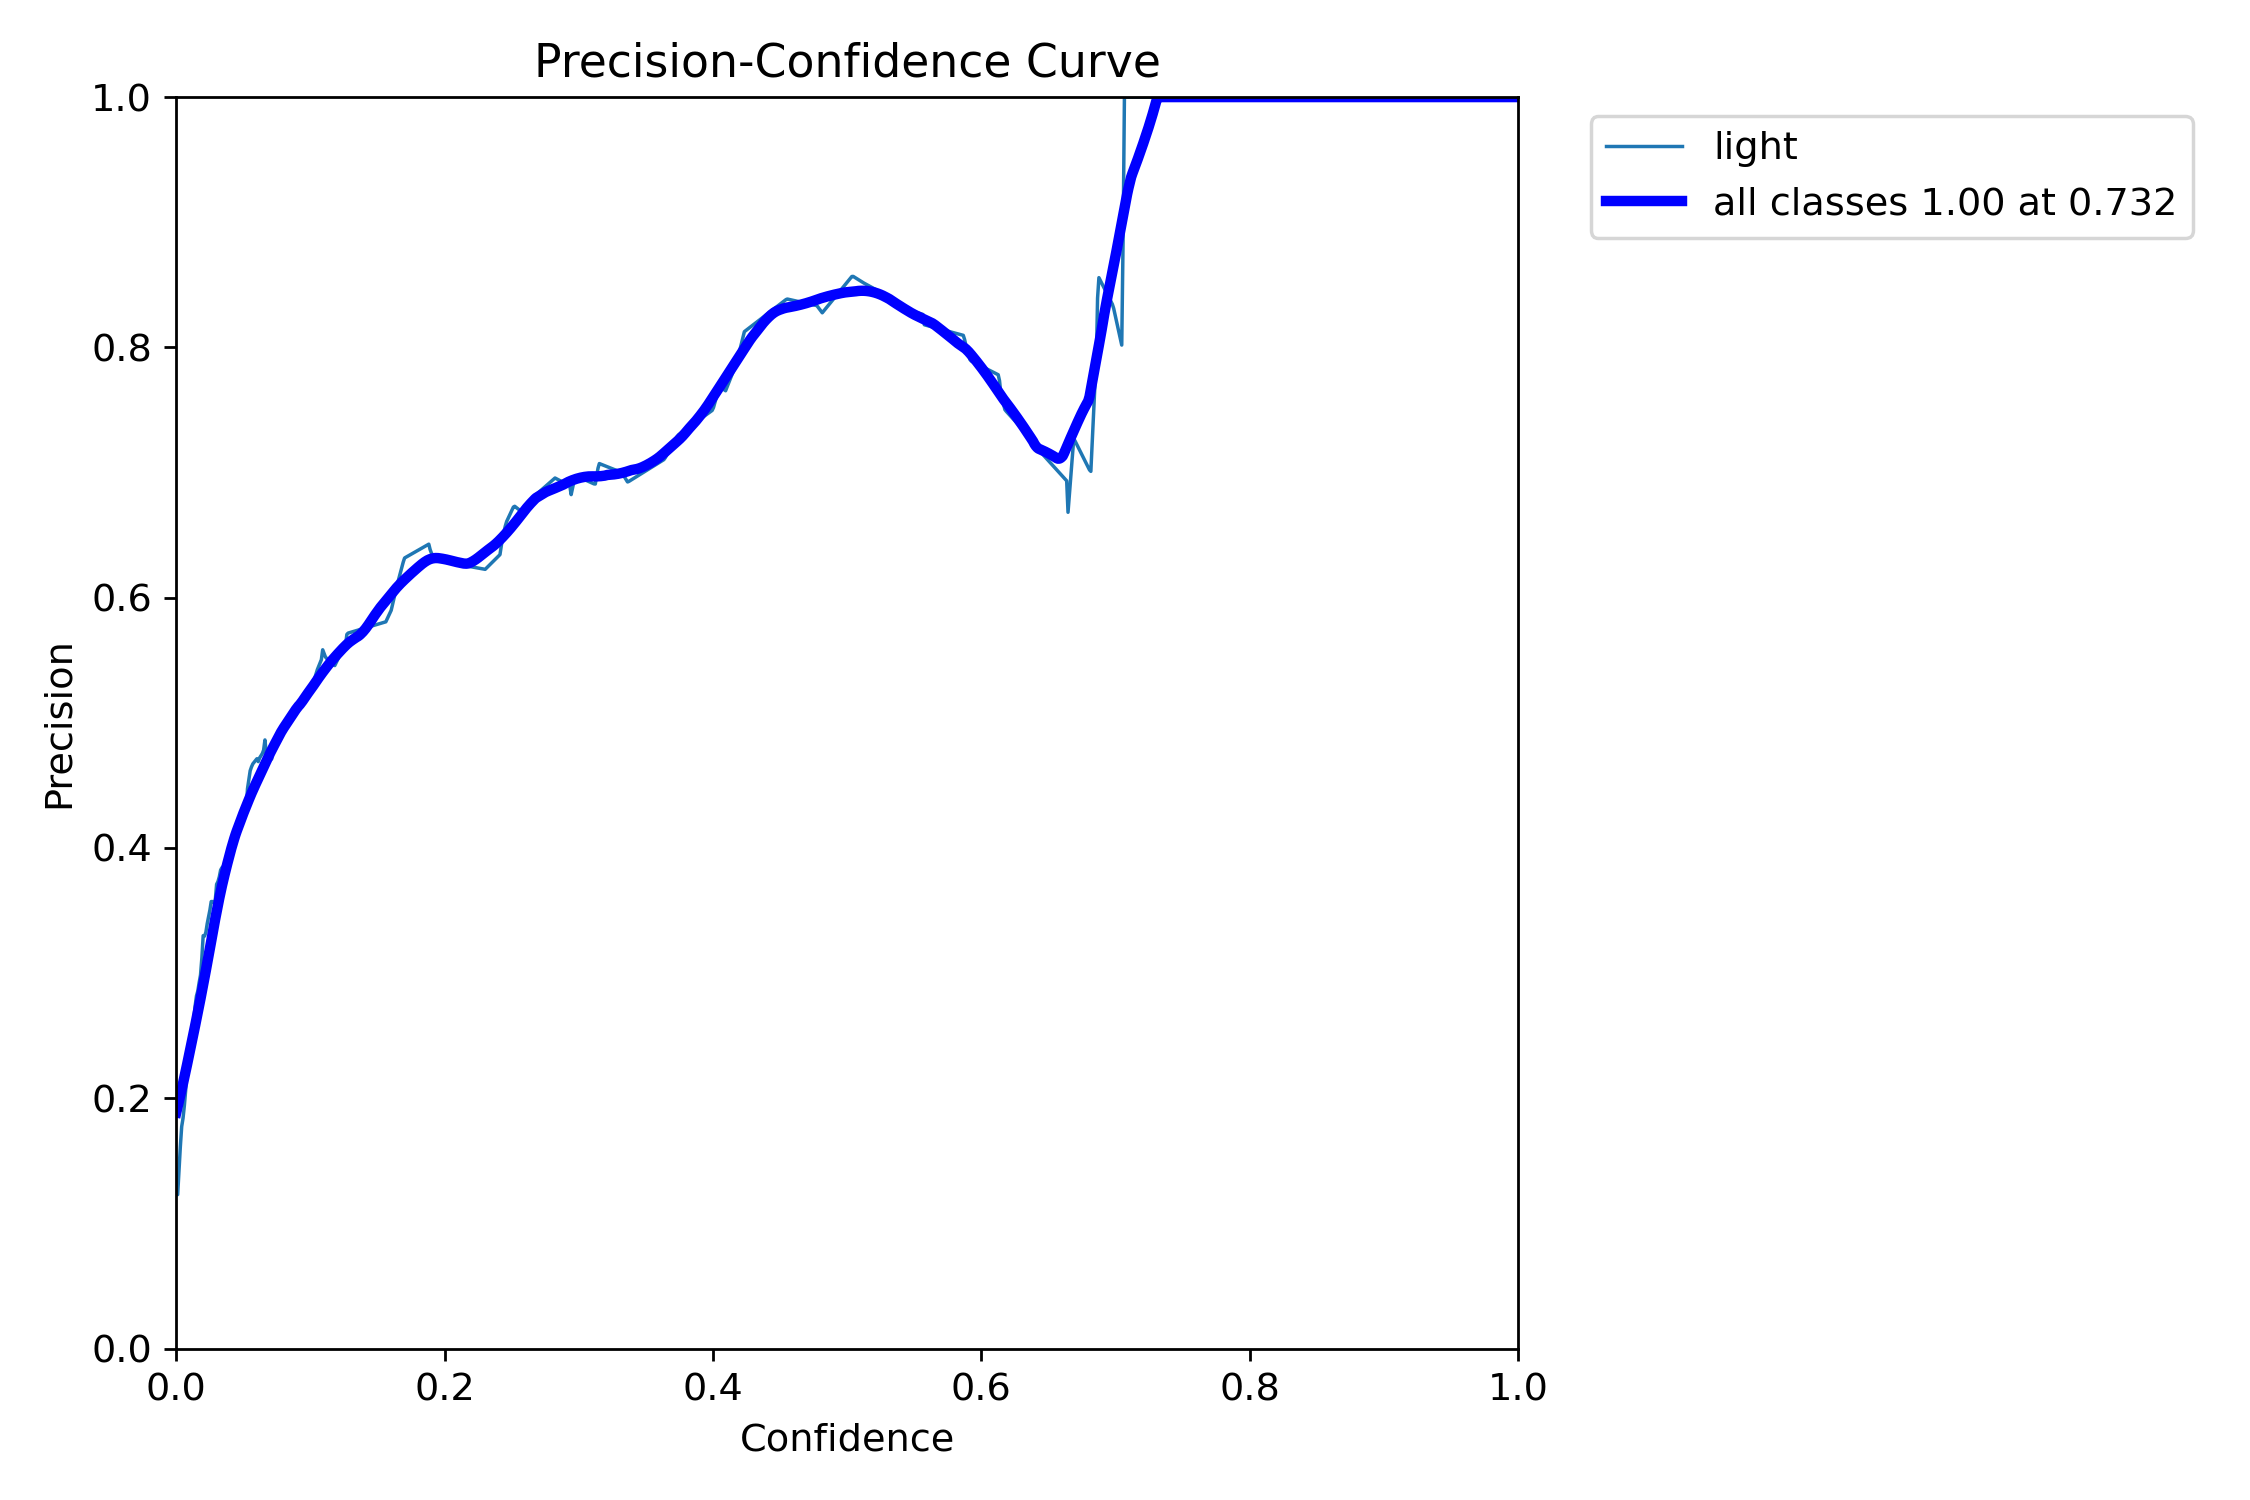 Precision-Confidence Curve
light
all classes 1.00 at 0.732
Precision
1.0
0.8
0.6
0.4
0.2
0.0
0.0 0.2 0.4 0.6 0.8 1.0
Confidence